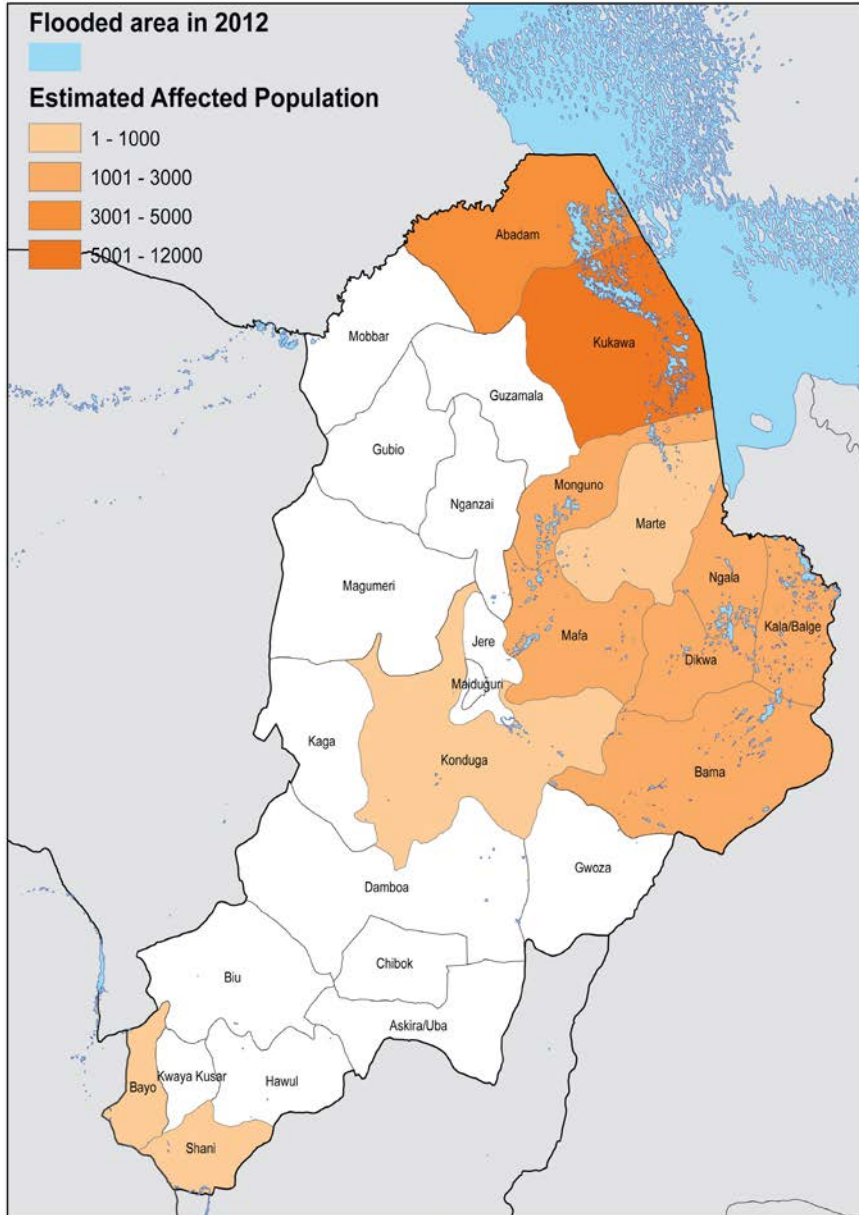 Flooded area in 2012
Estimated Affected Population
1 - 1000
1001 - 3000
3001 - 5000
5001 - 12000
Abadam
Mobbar
Kukawa
Guzamala
Gubio
Monguno
Nganzai
Marte
Ngala
Magumeri
Kala/Balge
Mafa
Jere
Dikwa
Maiduguri
Kaga
Konduga
Bama
Gwoza
Damboa
Chibok
Biu
Askira/Uba
Kwaya Kusar
Hawul
Bayo
Shani